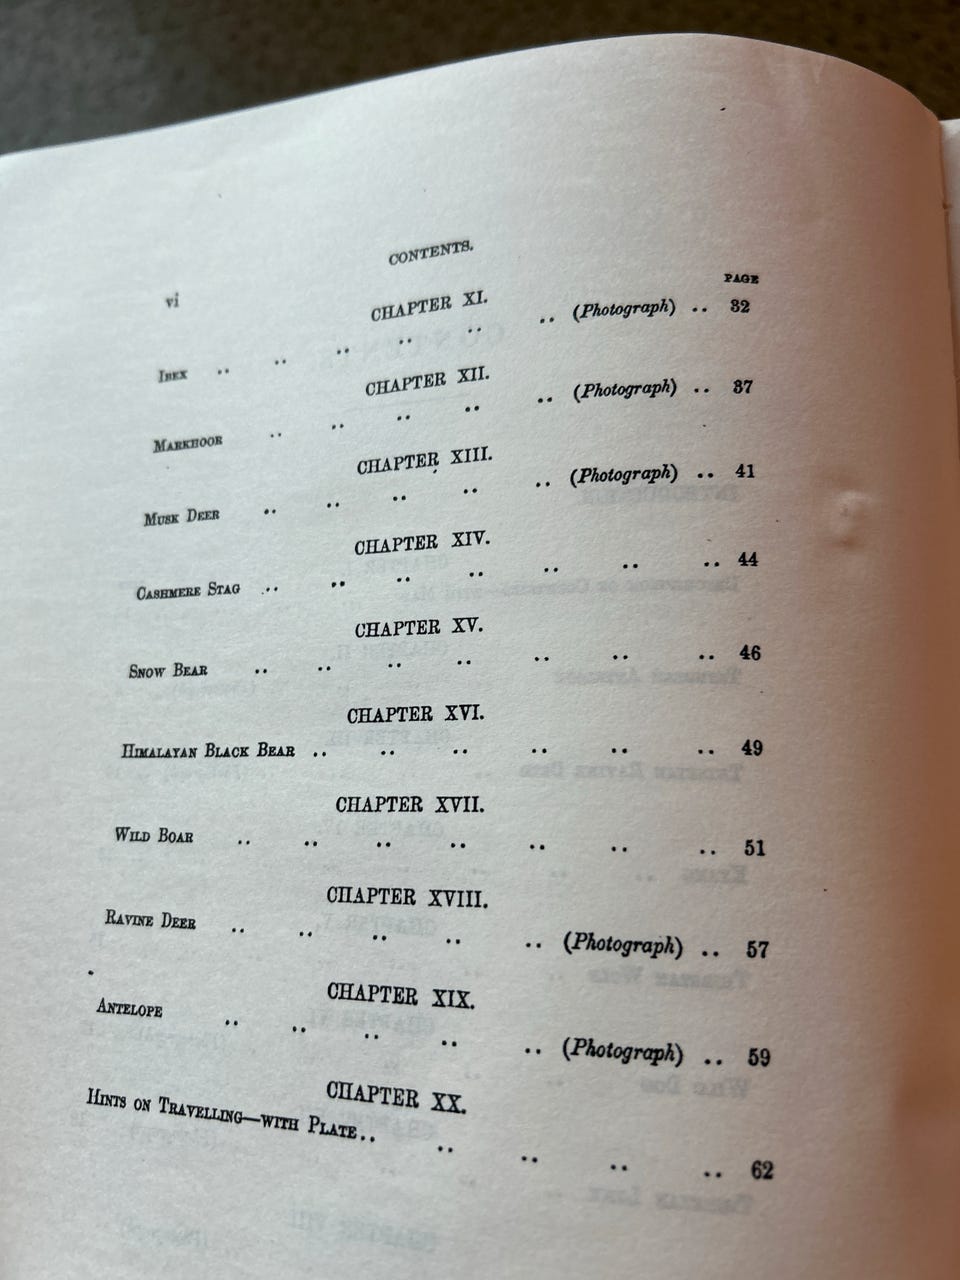 vi
CONTENTS.
PAGE
CHAPTER XI.
IBEX .. .. .. .. .. .. (Photograph) .. 32
CHAPTER XII.
MARKHOOR .. .. .. .. .. (Photograph) .. 37
CHAPTER XIII.
MUSK DEER .. .. .. .. .. (Photograph) .. 41
CHAPTER XIV.
CASHMERE STAG .. .. .. .. .. .. .. 44
CHAPTER XV.
SNOW BEAR .. .. .. .. .. .. .. 46
CHAPTER XVI.
HIMALAYAN BLACK BEAR .. .. .. .. .. .. 49
CHAPTER XVII.
WILD BOAR .. .. .. .. .. .. .. 51
CHAPTER XVIII.
RAVINE DEER .. .. .. .. .. (Photograph) .. 57
CHAPTER XIX.
ANTELOPE .. .. .. .. .. (Photograph) .. 59
CHAPTER XX.
HINTS ON TRAVELLING—WITH PLATE.. .. .. .. .. 62